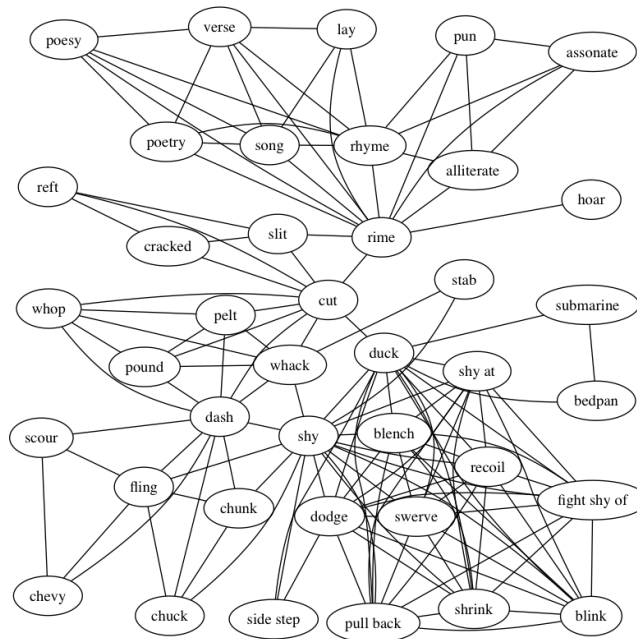 poesy
verse
lay
pun
assonate
poetry
song
rhyme
alliterate
reft
hoar
slit
rime
cracked
stab
submarine
cut
whop
pelt
duck
shy at
pound
whack
bedpan
dash
scour
shy
blench
recoil
fling
fight shy of
chunk
dodge
swerve
chevy
chuck
side step
pull back
shrink
blink